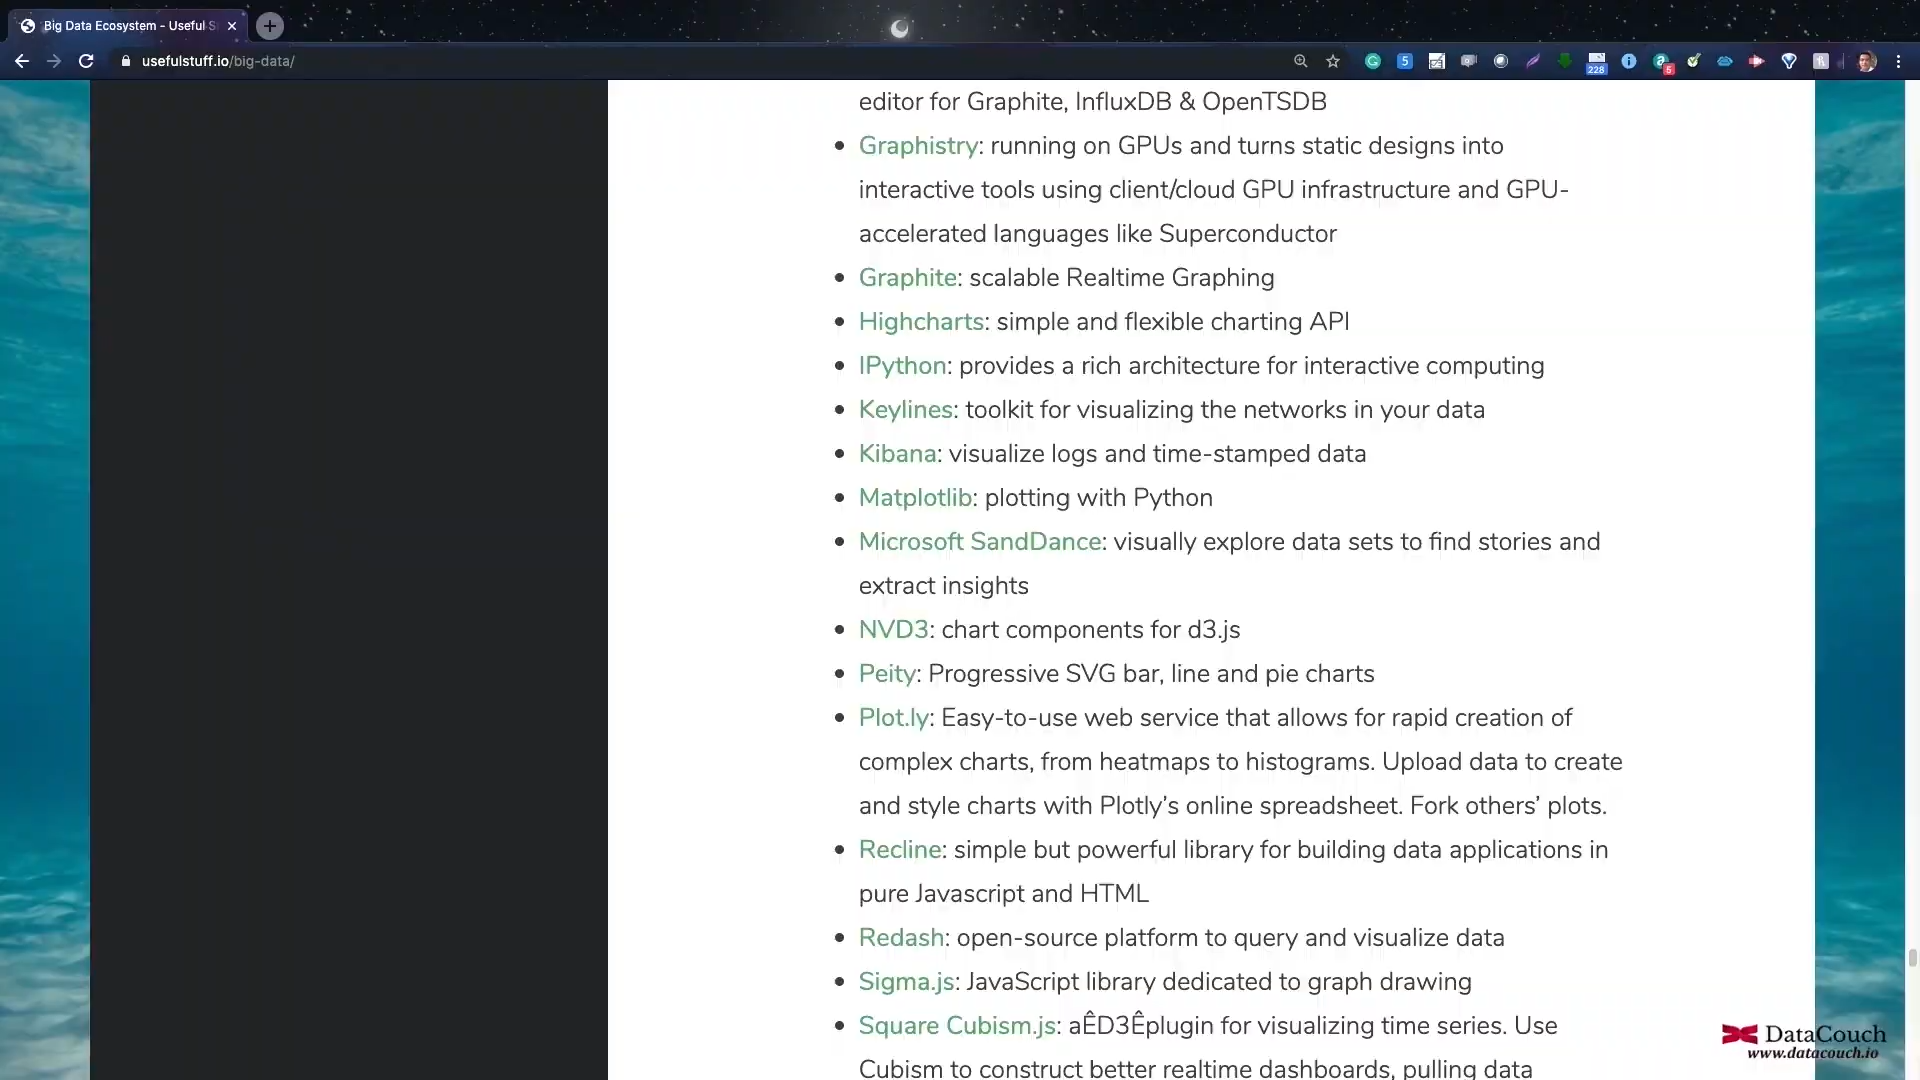 Big Data Ecosystem - Useful S
usefulstuff.io/big-data/
5
228
5
editor for Graphite, InfluxDB & OpenTSDB
Graphistry: running on GPUs and turns static designs into
interactive tools using client/cloud GPU infrastructure and GPU-
accelerated languages like Superconductor
Graphite: scalable Realtime Graphing
Highcharts: simple and flexible charting API
IPython: provides a rich architecture for interactive computing
Keylines: toolkit for visualizing the networks in your data
Kibana: visualize logs and time-stamped data
Matplotlib: plotting with Python
Microsoft SandDance: visually explore data sets to find stories and
extract insights
NVD3: chart components for d3.js
Peity: Progressive SVG bar, line and pie charts
Plot.ly: Easy-to-use web service that allows for rapid creation of
complex charts, from heatmaps to histograms. Upload data to create
and style charts with Plotly’s online spreadsheet. Fork others’ plots.
Recline: simple but powerful library for building data applications in
pure Javascript and HTML
Redash: open-source platform to query and visualize data
Sigma.js: JavaScript library dedicated to graph drawing
Square Cubism.js: aÊD3Êplugin for visualizing time series. Use
Cubism to construct better realtime dashboards, pulling data
DataCouch
www.datacouch.io